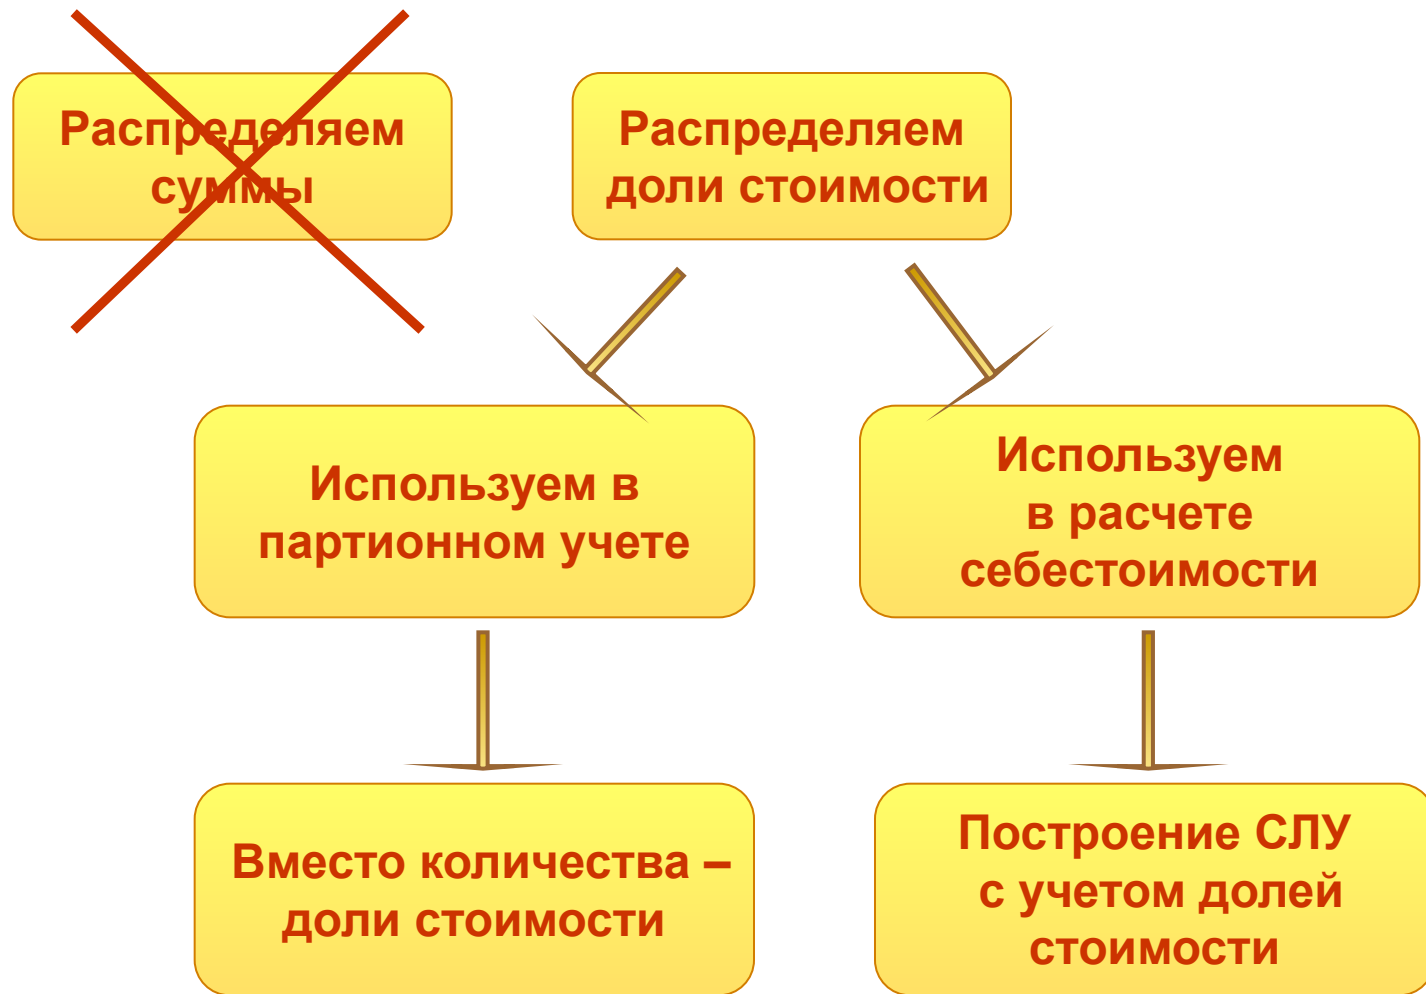 Распределяем
суммы
Распределяем
доли стоимости
Используем в
партионном учете
Используем
в расчете
себестоимости
Вместо количества –
доли стоимости
Построение СЛУ
с учетом долей
стоимости